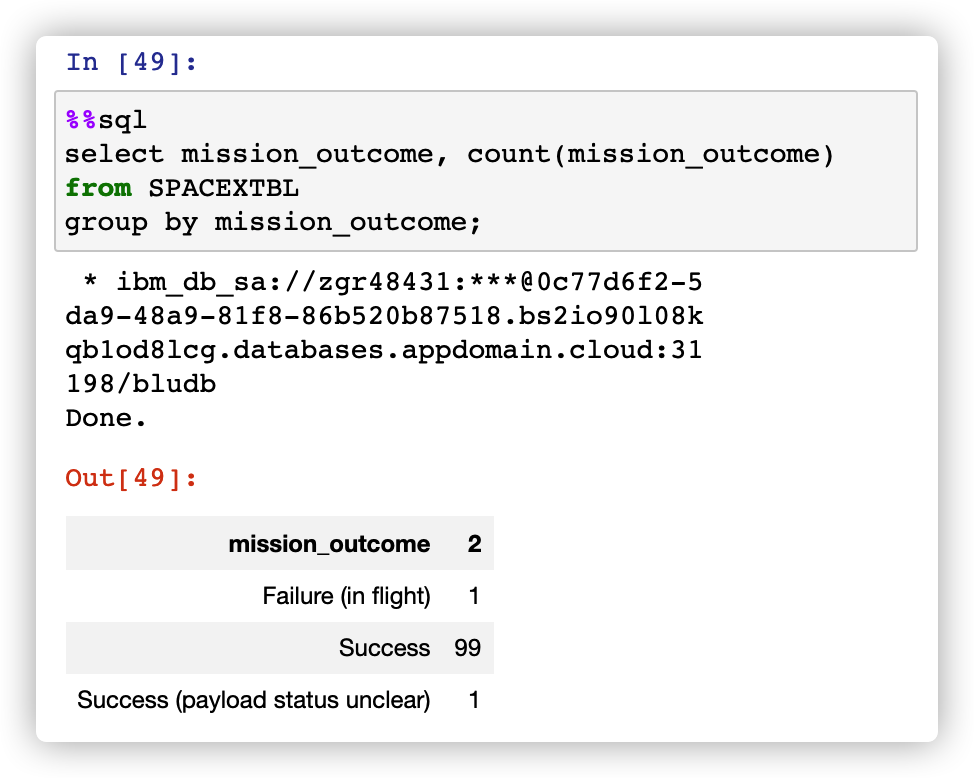 In [49]:
%%sql
select mission_outcome, count(mission_outcome)
from SPACEXTBL
group by mission_outcome;
* ibm_db_sa://zgr48431:***@0c77d6f2-5
da9-48a9-81f8-86b520b87518.bs2io90l08k
qb1od8lcg.databases.appdomain.cloud:31
198/bludb
Done.
Out[49]:
mission_outcome 2
Failure (in flight) 1
Success 99
Success (payload status unclear) 1